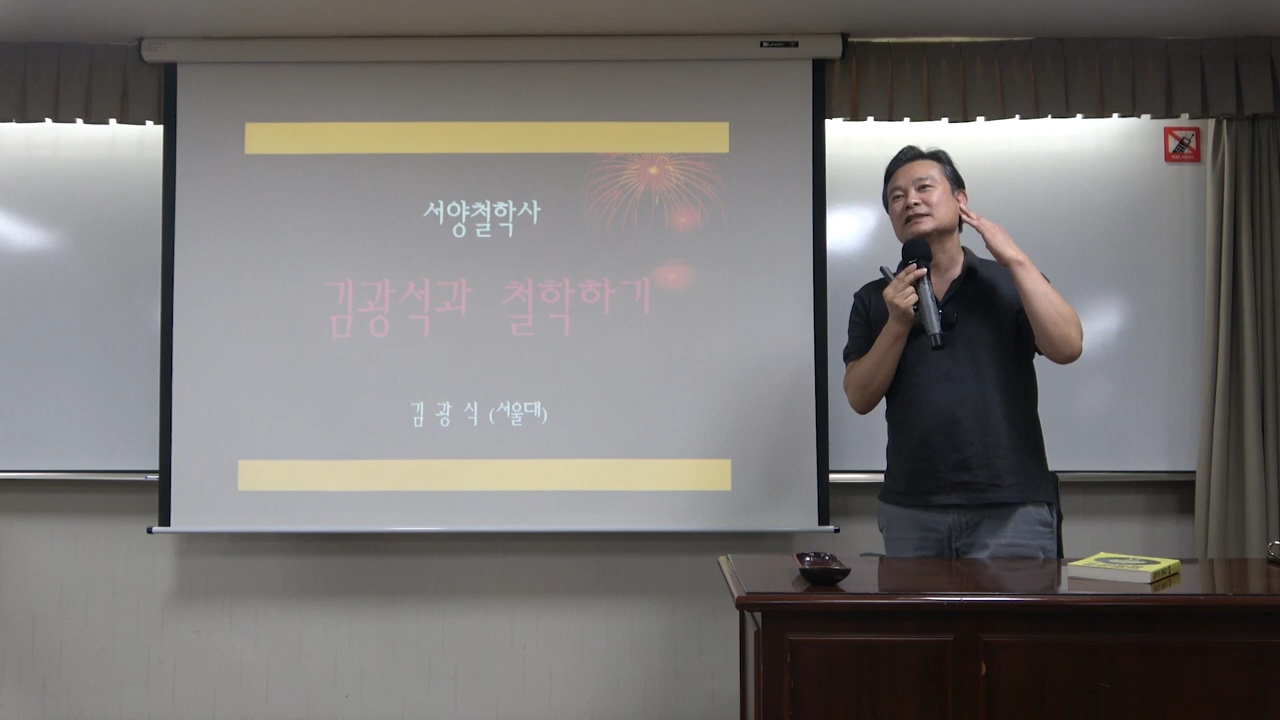 서양철학사
김광석과 철학하기
김 광 식 (서울대)